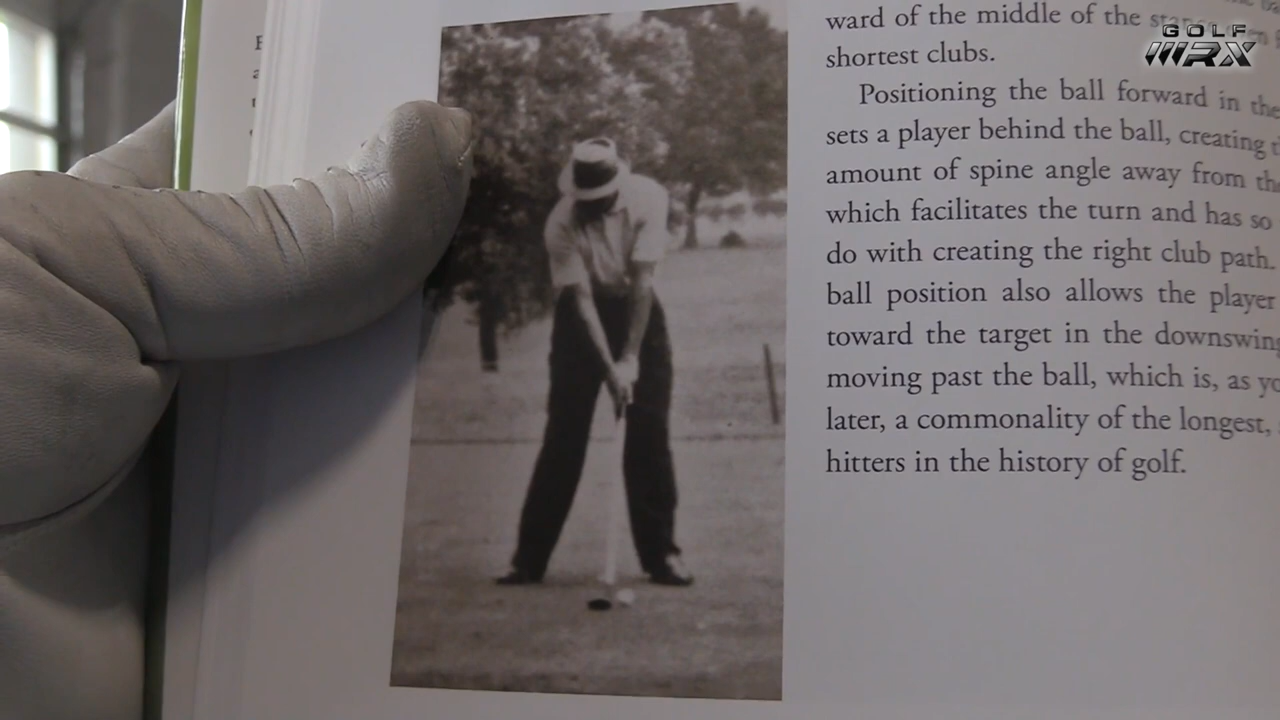 GOLF
WRX
ward of the middle of the
shortest clubs.
Positioning the ball forward in the
sets a player behind the ball, creating
amount of spine angle away from
which facilitates the turn and has so
do with creating the right club path.
ball position also allows the player
toward the target in the downswing
moving past the ball, which is, as
later, a commonality of the longest,
hitters in the history of golf.